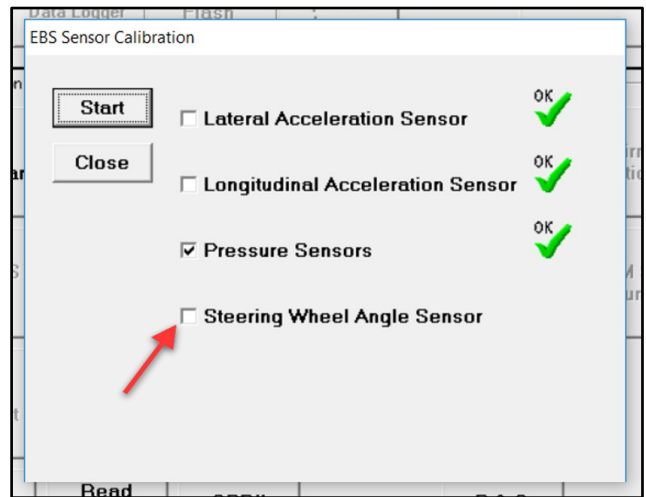 Data Logger
Flash
EBS Sensor Calibration
Start
OK
Lateral Acceleration Sensor
Close
OK
Longitudinal Acceleration Sensor
OK
Pressure Sensors
Steering Wheel Angle Sensor
Read